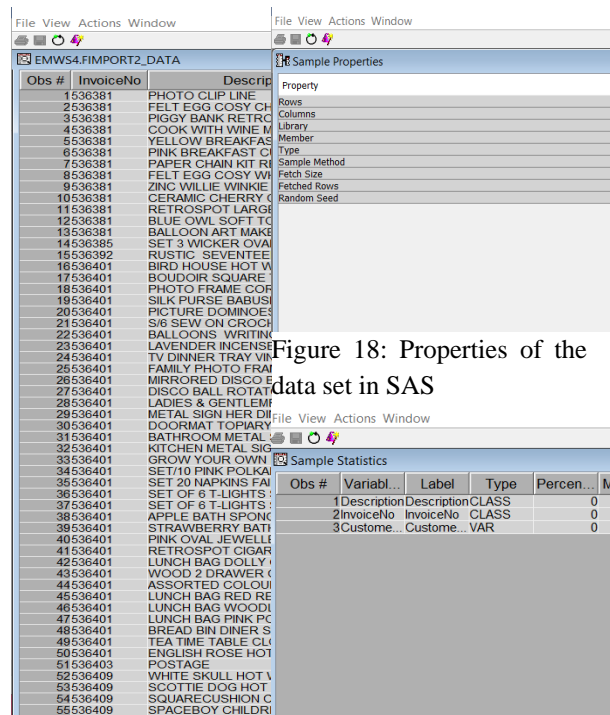 File View Actions Window
EMWS4.FIMPORT2_DATA
Obs # InvoiceNo Descrip
1 536381 PHOTO CLIP LINE
2 536381 FELT EGG COSY CH
3 536381 PIGGY BANK RETRO
4 536381 COOK WITH WINE M
5 536381 YELLOW BREAKFAS
6 536381 PINK BREAKFAST CU
7 536381 PAPER CHAIN KIT RE
8 536381 FELT EGG COSY WH
9 536381 ZINC WILLIE WINKIE
10 536381 CERAMIC CHERRY C
11 536381 RETROSPOT LARGE
12 536381 BLUE OWL SOFT TO
13 536381 BALLOON ART MAKE
14 536385 SET 3 WICKER OVAL
15 536392 RUSTIC SEVENTEE
16 536401 BIRD HOUSE HOT W
17 536401 BOUDOIR SQUARE T
18 536401 PHOTO FRAME COR
19 536401 SILK PURSE BABUSH
20 536401 PICTURE DOMINOES
21 536401 S/6 SEW ON CROCH
22 536401 BALLOONS WRITING
23 536401 LAVENDER INCENSE
24 536401 TV DINNER TRAY VIN
25 536401 FAMILY PHOTO FRAM
26 536401 MIRRORED DISCO B
27 536401 DISCO BALL ROTAT
28 536401 LADIES & GENTLEM
29 536401 METAL SIGN HER DIN
30 536401 DOORMAT TOPIARY
31 536401 BATHROOM METAL
32 536401 KITCHEN METAL SIG
33 536401 GROW YOUR OWN
34 536401 SET/10 PINK POLKA
35 536401 SET 20 NAPKINS FAI
36 536401 SET OF 6 T-LIGHTS
37 536401 SET OF 6 T-LIGHTS
38 536401 APPLE BATH SPONG
39 536401 STRAWBERRY BATH
40 536401 PINK OVAL JEWELLE
41 536401 RETROSPOT CIGAR
42 536401 LUNCH BAG DOLLY
43 536401 WOOD 2 DRAWER C
44 536401 ASSORTED COLOU
45 536401 LUNCH BAG RED RE
46 536401 LUNCH BAG WOODL
47 536401 LUNCH BAG PINK PO
48 536401 BREAD BIN DINER S
49 536401 TEA TIME TABLE CL
50 536401 ENGLISH ROSE HOT
51 536403 POSTAGE
52 536409 WHITE SKULL HOT W
53 536409 SCOTTIE DOG HOT
54 536409 SQUARECUSHION C
55 536409 SPACEBOY CHILDR
File View Actions Window
Sample Properties
Property
Rows
Columns
Library
Member
Type
Sample Method
Fetch Size
Fetched Rows
Random Seed
Figure 18: Properties of the
data set in SAS
File View Actions Window
Sample Statistics
Obs # Variabl... Label Type Percen... M
1 Description Description CLASS 0
2 InvoiceNo InvoiceNo CLASS 0
3 Custome... Custome... VAR 0